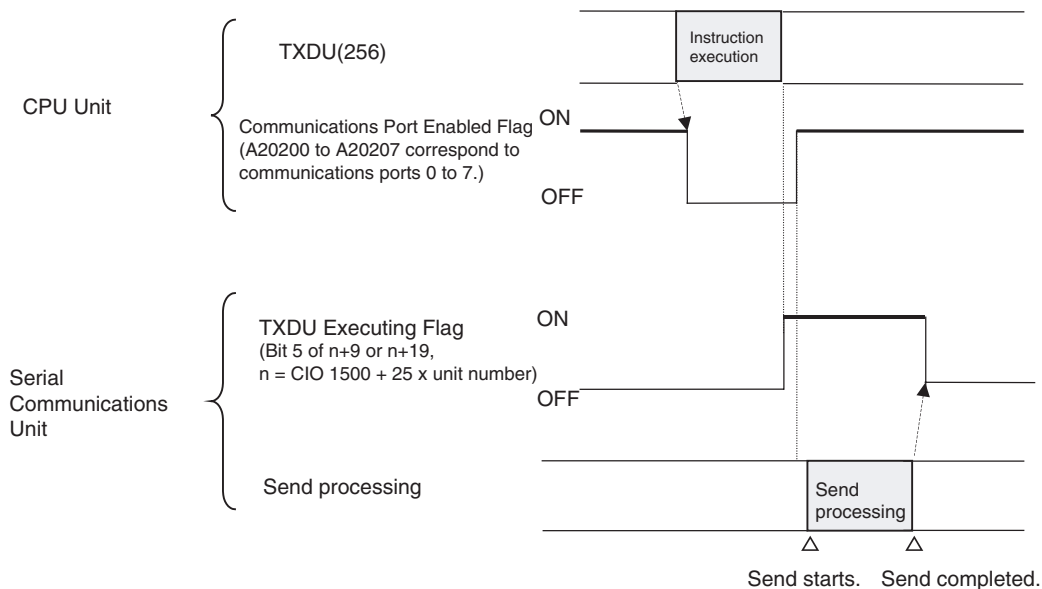 TXDU(256)
Instruction
execution
CPU Unit
Communications Port Enabled Flag
(A20200 to A20207 correspond to
communications ports 0 to 7.)
ON
OFF
Serial
Communications
Unit
TXDU Executing Flag
(Bit 5 of n+9 or n+19,
n = CIO 1500 + 25 x unit number)
ON
OFF
Send processing
Send
processing
Send starts.
Send completed.